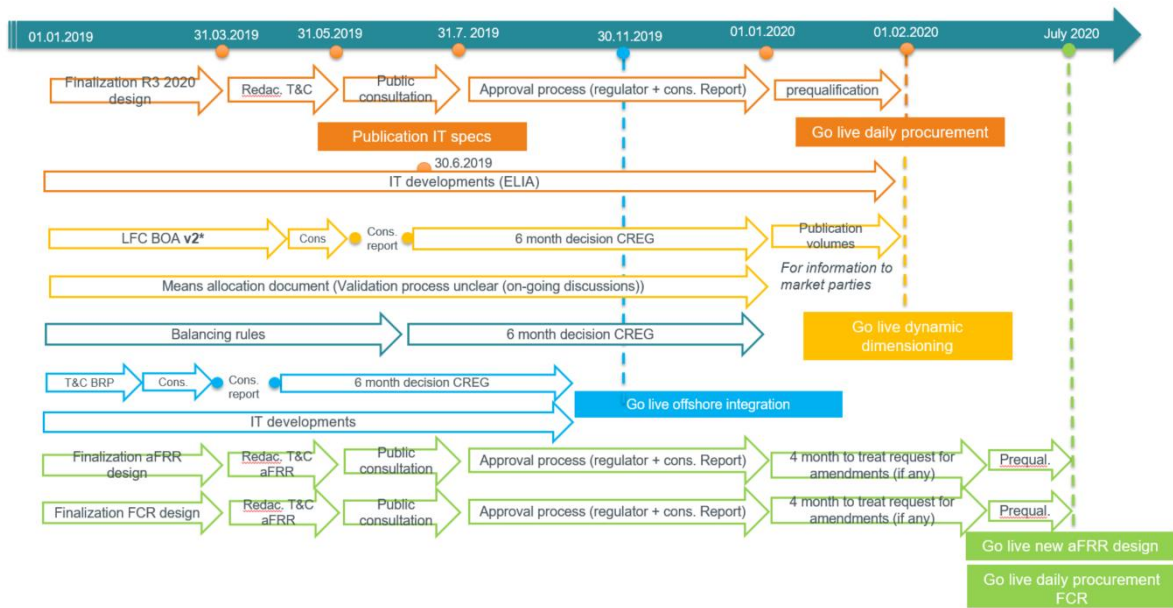 01.01.2019
31.03.2019
31.05.2019
31.7. 2019
30.11.2019
01.01.2020
01.02.2020
July 2020
Finalization R3 2020
design
Redac. T&C
Public
consultation
Approval process (regulator + cons. Report)
prequalification
Publication IT specs
Go live daily procurement
30.6.2019
IT developments (ELIA)
LFC BOA v2*
Cons
Cons.
report
6 month decision CREG
Publication
volumes
For information to
market parties
Means allocation document (Validation process unclear (on-going discussions))
Balancing rules
6 month decision CREG
Go live dynamic
dimensioning
T&C BRP
Cons.
Cons.
report
6 month decision CREG
Go live offshore integration
IT developments
Finalization aFRR
design
Redac. T&C
aFRR
Public
consultation
Approval process (regulator + cons. Report)
4 month to treat request for
amendments (if any)
Prequal.
Finalization FCR design
Redac. T&C
aFRR
Public
consultation
Approval process (regulator + cons. Report)
4 month to treat request for
amendments (if any)
Prequal.
Go live new aFRR design
Go live daily procurement
FCR